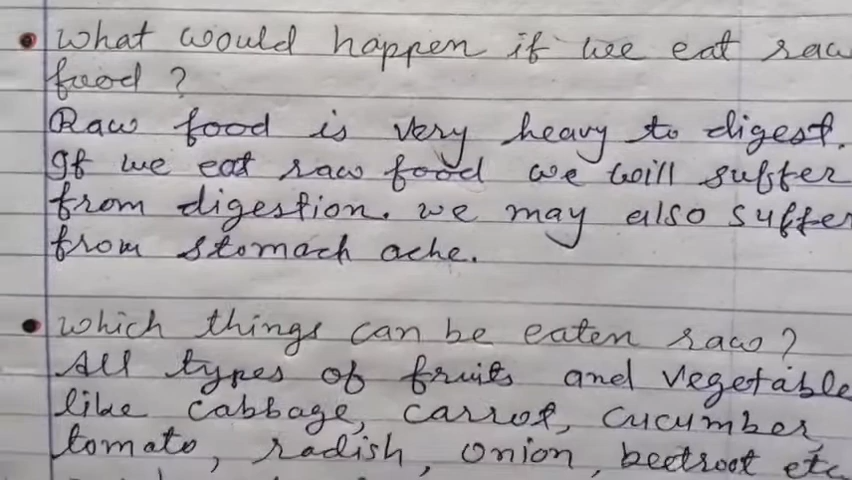 What would happen if we eat raw
food?
Raw food is very heavy to digest.
If we eat raw food we will suffer
from digestion. we may also suffer
from stomach ache.
Which things can be eaten raw?
All types of fruits and vegetable
like cabbage, carrot, cucumber,
tomato, radish, onion, beetroot etc